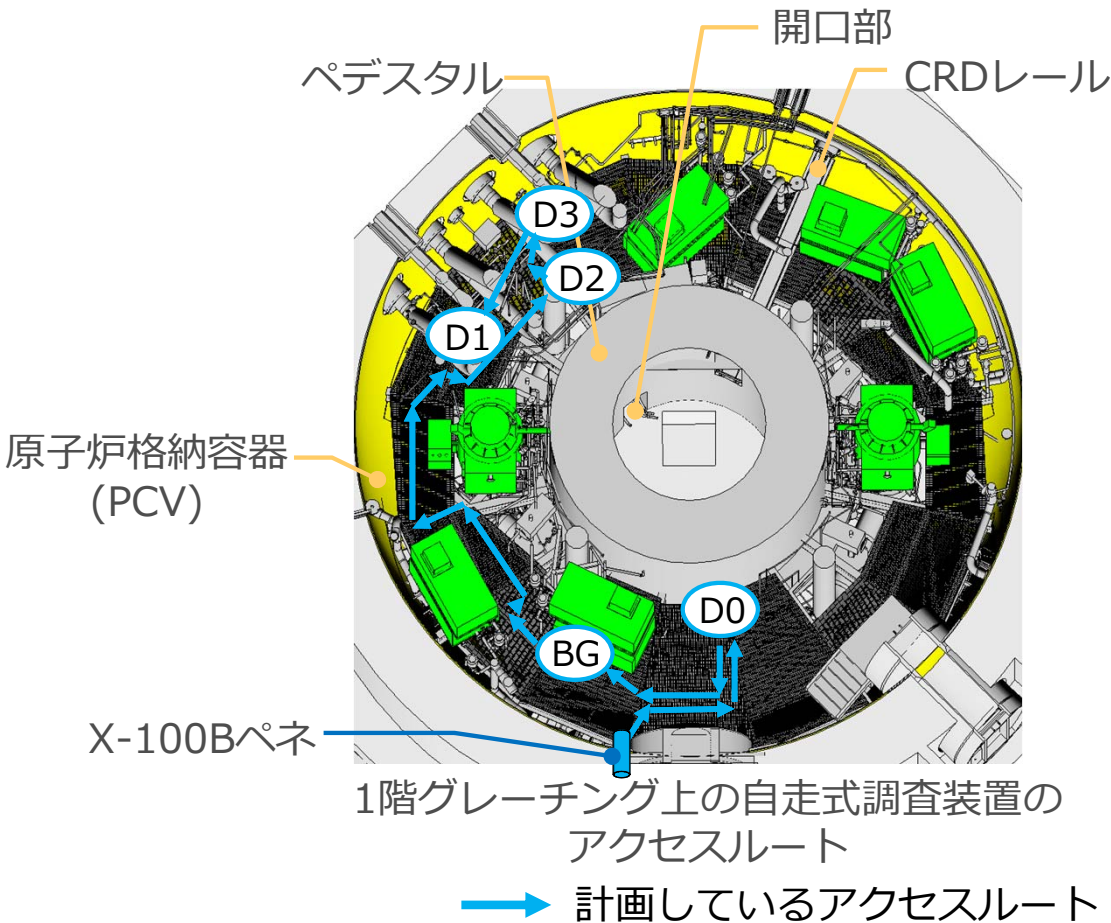 開口部
ペデスタル
CRDレール
D3
D2
D1
原子炉格納容器
(PCV)
D0
BG
X-100Bペネ
1階グレーチング上の自走式調査装置の
アクセスルート
計画しているアクセスルート